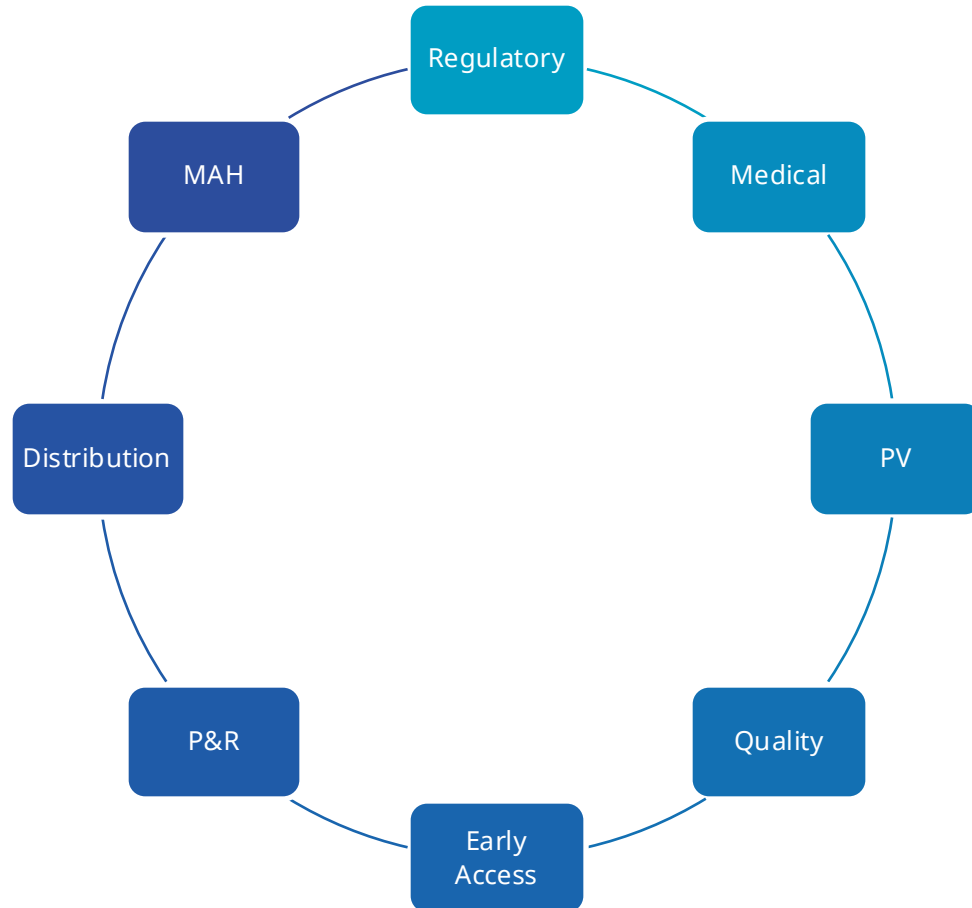 Regulatory
Medical
PV
Quality
Early
Access
P&R
Distribution
MAH